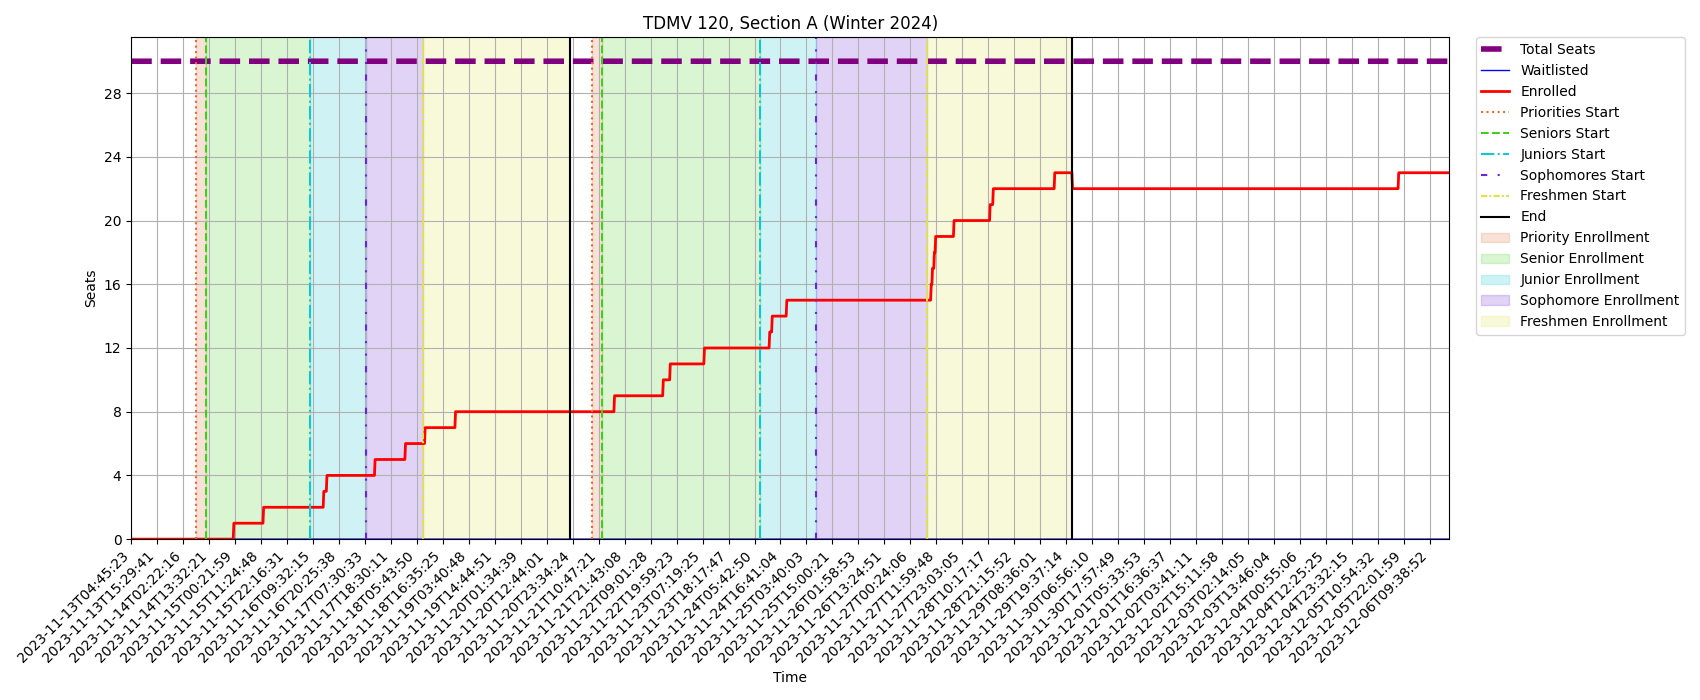 TDMV 120, Section A (Winter 2024)
Seats
28
24
20
16
12
8
4
0
2023-11-13T04:45:23
2023-11-13T15:29:41
2023-11-14T02:22:16
2023-11-14T13:32:21
2023-11-15T00:21:59
2023-11-15T11:24:48
2023-11-15T22:16:31
2023-11-16T09:32:15
2023-11-16T20:25:38
2023-11-17T07:30:33
2023-11-17T18:30:11
2023-11-18T05:43:50
2023-11-18T16:35:25
2023-11-19T03:40:48
2023-11-19T14:44:51
2023-11-20T01:34:39
2023-11-20T12:44:01
2023-11-20T23:34:24
2023-11-21T10:47:21
2023-11-21T21:43:08
2023-11-22T09:01:28
2023-11-22T19:59:23
2023-11-23T07:19:25
2023-11-23T18:17:47
2023-11-24T05:42:50
2023-11-24T16:41:04
2023-11-25T03:40:03
2023-11-25T15:00:21
2023-11-26T01:58:53
2023-11-26T13:24:51
2023-11-27T00:24:06
2023-11-27T11:59:48
2023-11-27T23:03:05
2023-11-28T10:17:17
2023-11-28T21:15:52
2023-11-29T08:36:01
2023-11-29T19:37:14
2023-11-30T06:56:10
2023-11-30T17:57:49
2023-12-01T05:33:53
2023-12-01T16:36:37
2023-12-02T03:41:11
2023-12-02T15:11:58
2023-12-03T02:14:05
2023-12-03T13:46:04
2023-12-04T00:55:06
2023-12-04T12:25:25
2023-12-04T23:32:15
2023-12-05T10:54:32
2023-12-05T22:01:59
2023-12-06T09:38:52
Time
Total Seats
Waitlisted
Enrolled
Priorities Start
Seniors Start
Juniors Start
Sophomores Start
Freshmen Start
End
Priority Enrollment
Senior Enrollment
Junior Enrollment
Sophomore Enrollment
Freshmen Enrollment